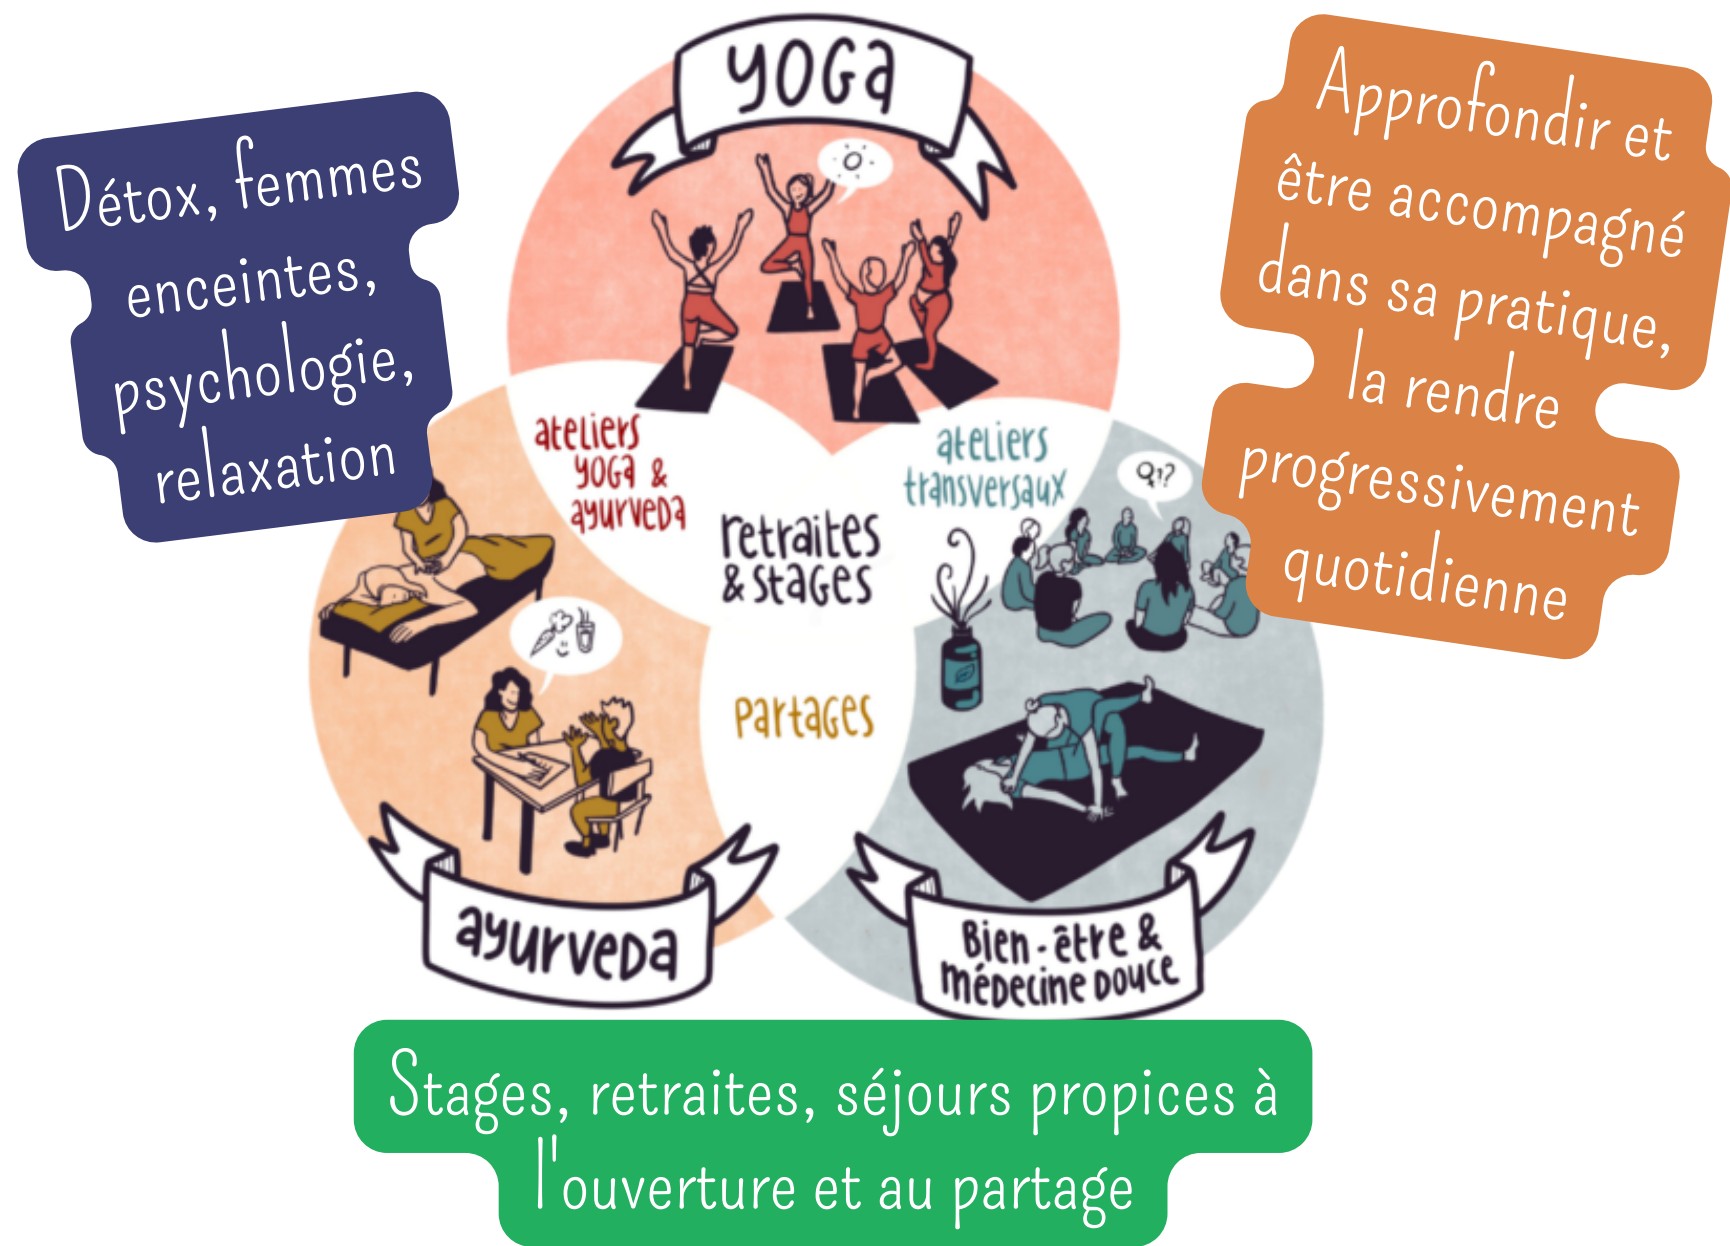 yoga
Détox, femmes
enceintes,
psychologie,
relaxation
Approfondir et
être accompagné
dans sa pratique,
la rendre
progressivement
quotidienne
ateliers
yoga &
ayurveda
ateliers
transversaux
Q1?
retraites
& stages
partages
ayurveda
Bien-être &
médecine douce
Stages, retraites, séjours propices à
l'ouverture et au partage